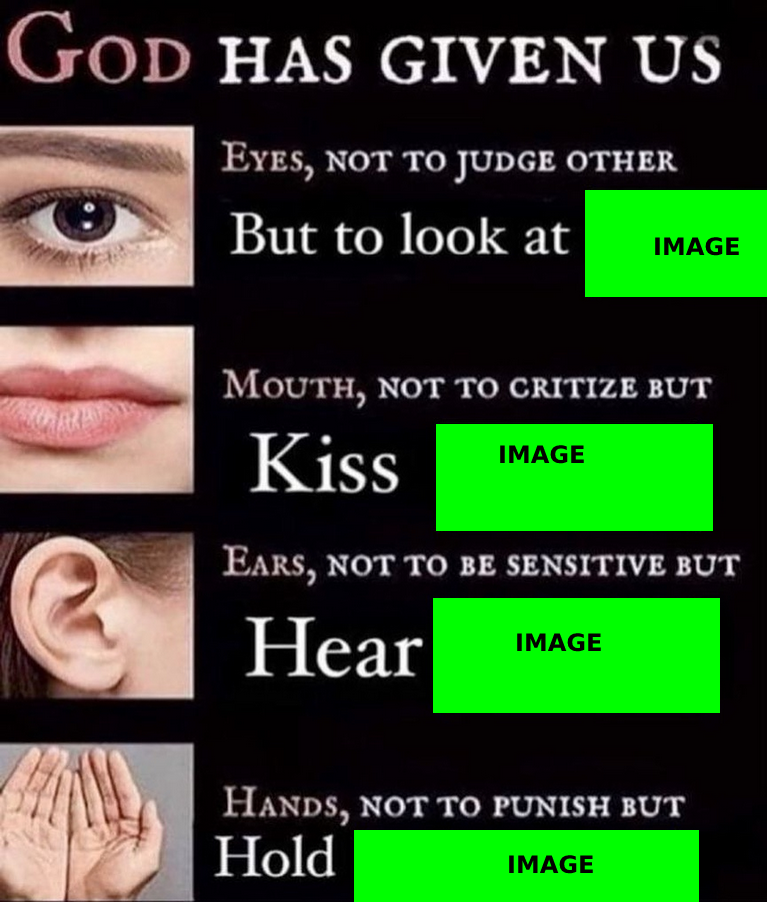 GOD HAS GIVEN US
EYES, NOT TO JUDGE OTHER
But to look at IMAGE
MOUTH, NOT TO CRITIZE BUT
Kiss IMAGE
EARS, NOT TO BE SENSITIVE BUT
Hear IMAGE
HANDS, NOT TO PUNISH BUT
Hold IMAGE